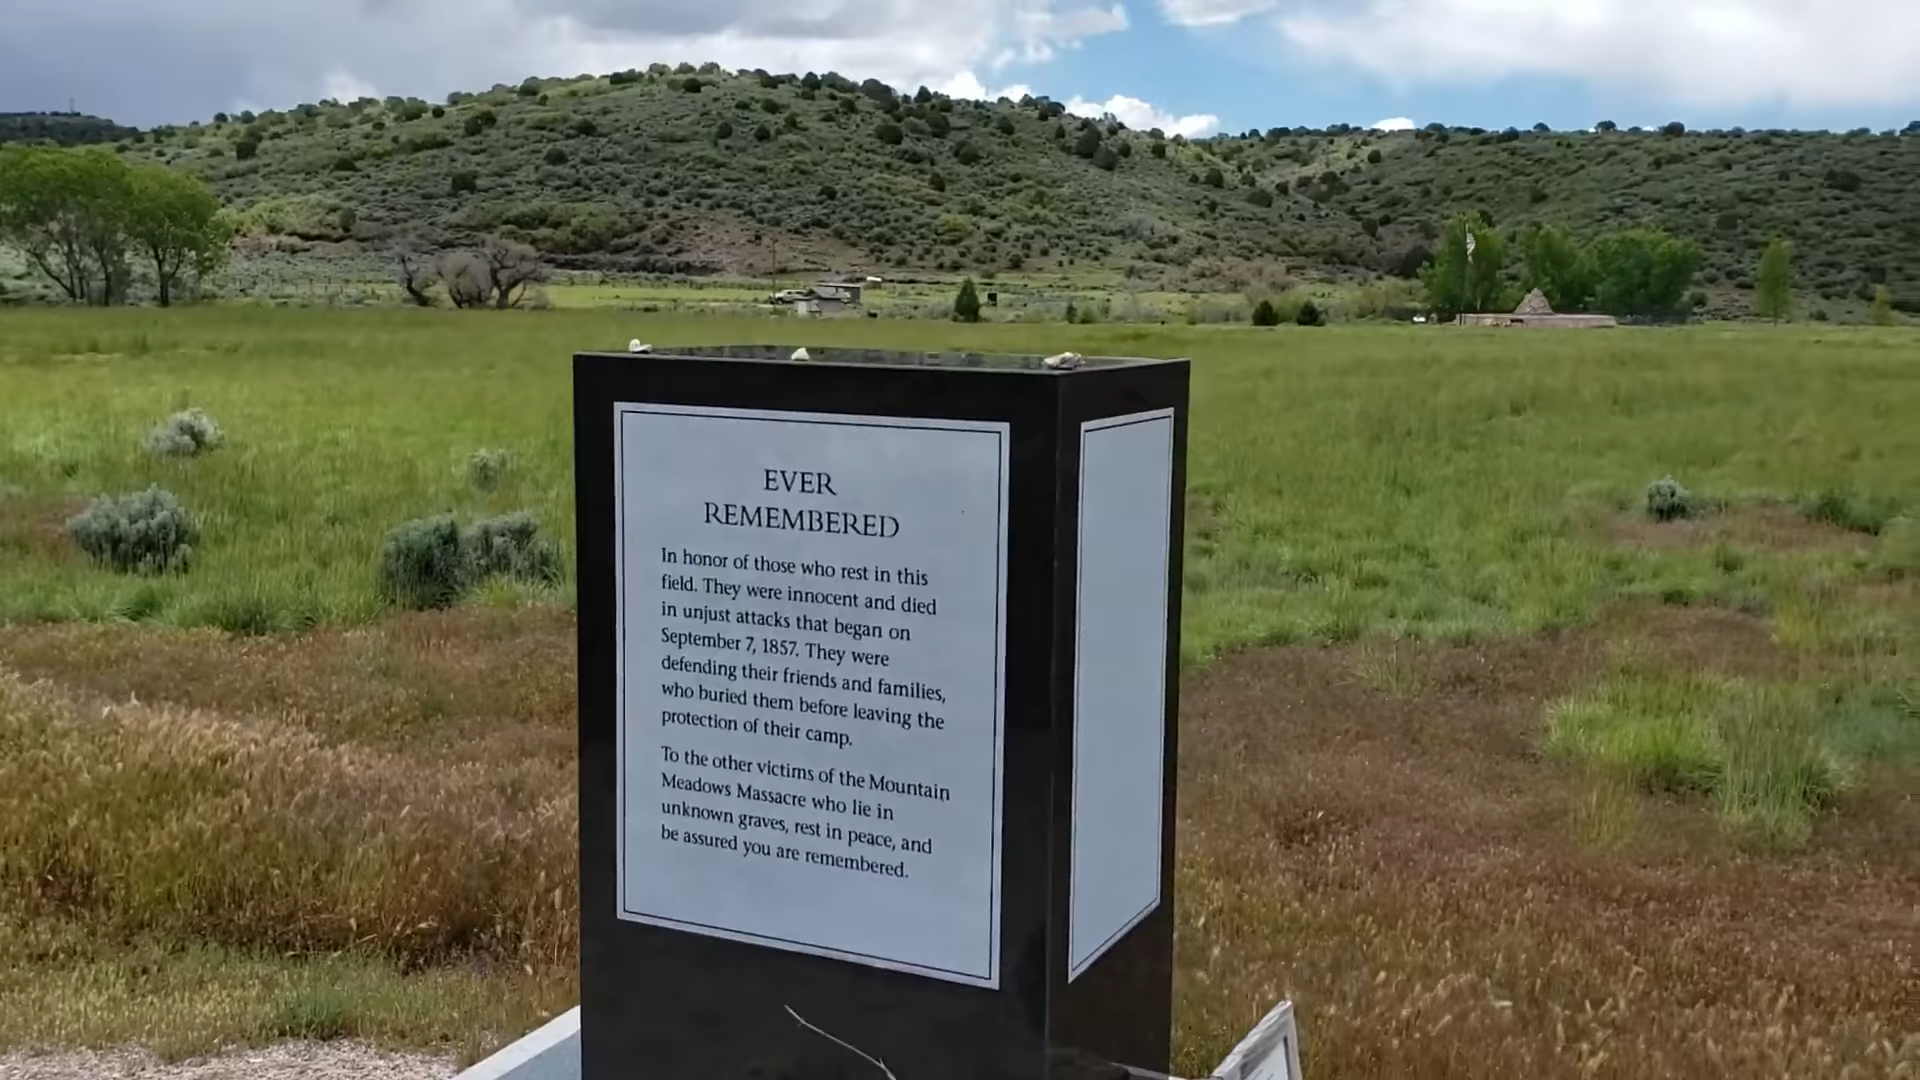 EVER
REMEMBERED
In honor of those who rest in this
field. They were innocent and died
in unjust attacks that began on
September 7, 1857. They were
defending their friends and families,
who buried them before leaving the
protection of their camp.
To the other victims of the Mountain
Meadows Massacre who lie in
unknown graves, rest in peace, and
be assured you are remembered.